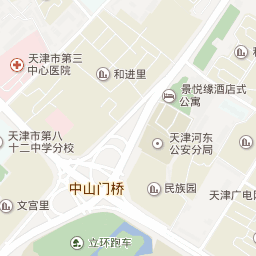 天津市第三
中心医院
和进里
景悦缘酒店式
公寓
天津市第八
十二中学分校
天津河东
公安分局
中山门桥
民族园
天津广电网
文宫里
立环跑车